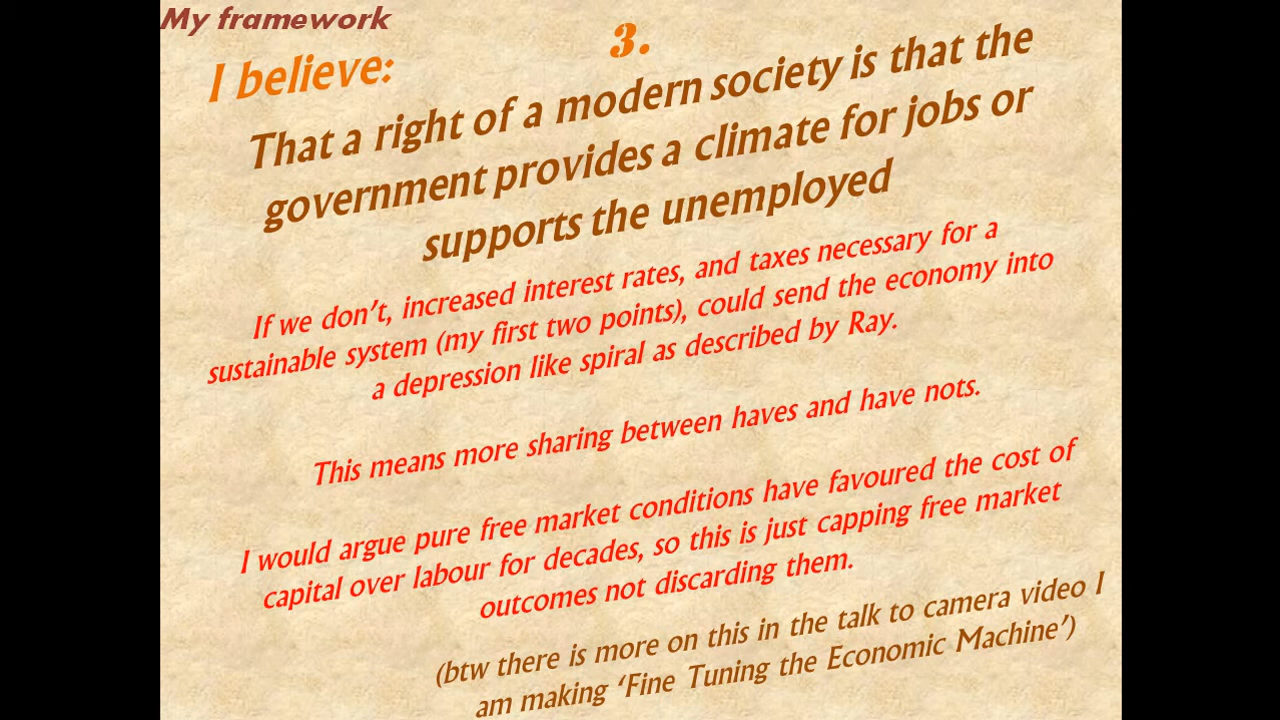 My framework
3.
I believe:
That a right of a modern society is that the
government provides a climate for jobs or
supports the unemployed
If we don’t, increased interest rates, and taxes necessary for a
sustainable system (my first two points), could send the economy into
a depression like spiral as described by Ray.
This means more sharing between haves and have nots.
I would argue pure free market conditions have favoured the cost of
capital over labour for decades, so this is just capping free market
outcomes not discarding them.
(btw there is more on this in the talk to camera video I
am making ‘Fine Tuning the Economic Machine’)